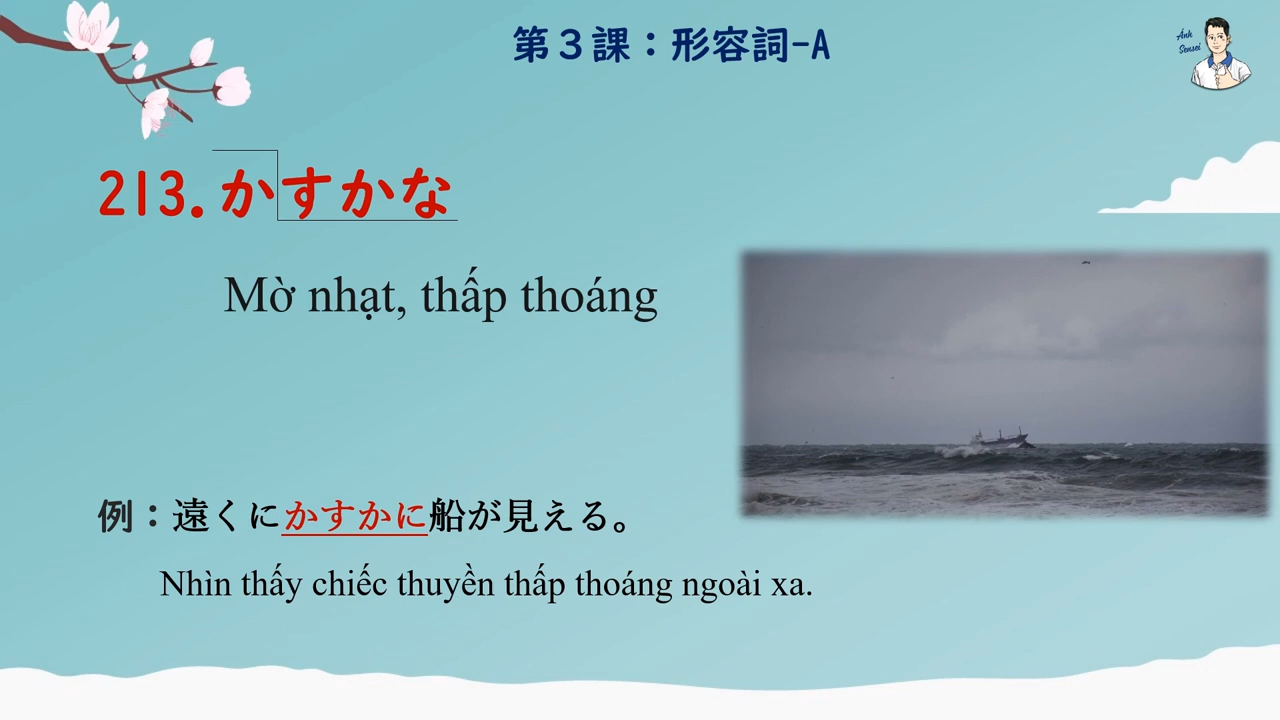 第３課：形容詞-A
Anh
Sensei
213.かすかな
Mờ nhạt, thấp thoáng
例：遠くにかすかに船が見える。
Nhìn thấy chiếc thuyền thấp thoáng ngoài xa.